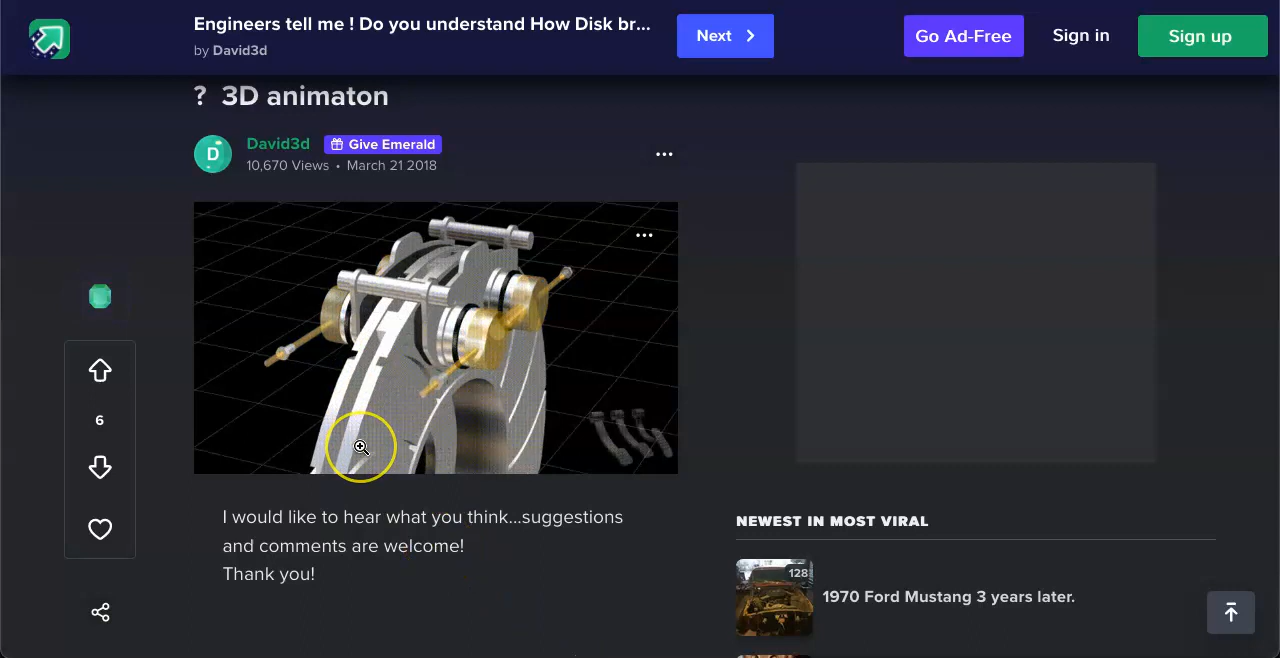 Engineers tell me ! Do you understand How Disk br...
by David3d
Next
Go Ad-Free
Sign in
Sign up
? 3D animaton
D
David3d
Give Emerald
10,670 Views • March 21 2018
6
I would like to hear what you think...suggestions
and comments are welcome!
Thank you!
NEWEST IN MOST VIRAL
128
1970 Ford Mustang 3 years later.